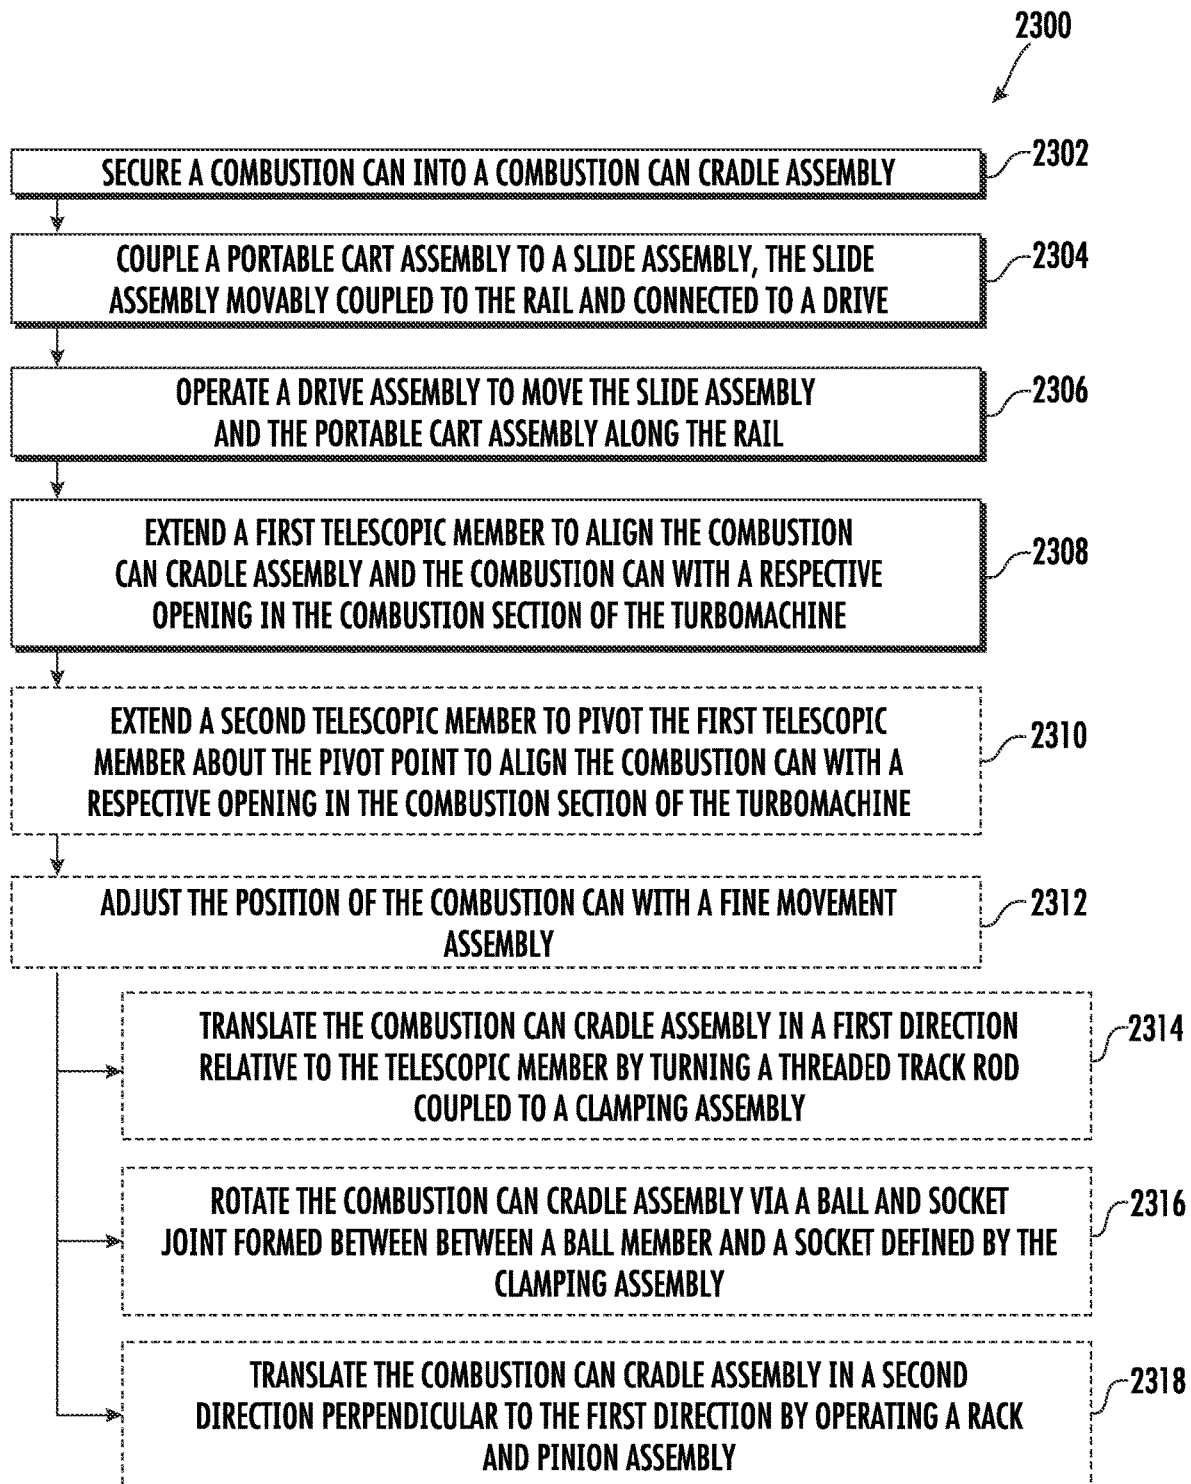 2300
SECURE A COMBUSTION CAN INTO A COMBUSTION CAN CRADLE ASSEMBLY
2302
COUPLE A PORTABLE CART ASSEMBLY TO A SLIDE ASSEMBLY, THE SLIDE
ASSEMBLY MOVABLY COUPLED TO THE RAIL AND CONNECTED TO A DRIVE
2304
OPERATE A DRIVE ASSEMBLY TO MOVE THE SLIDE ASSEMBLY
AND THE PORTABLE CART ASSEMBLY ALONG THE RAIL
2306
EXTEND A FIRST TELESCOPIC MEMBER TO ALIGN THE COMBUSTION
CAN CRADLE ASSEMBLY AND THE COMBUSTION CAN WITH A RESPECTIVE
OPENING IN THE COMBUSTION SECTION OF THE TURBOMACHINE
2308
EXTEND A SECOND TELESCOPIC MEMBER TO PIVOT THE FIRST TELESCOPIC
MEMBER ABOUT THE PIVOT POINT TO ALIGN THE COMBUSTION CAN WITH A
RESPECTIVE OPENING IN THE COMBUSTION SECTION OF THE TURBOMACHINE
2310
ADJUST THE POSITION OF THE COMBUSTION CAN WITH A FINE MOVEMENT
ASSEMBLY
2312
TRANSLATE THE COMBUSTION CAN CRADLE ASSEMBLY IN A FIRST DIRECTION
RELATIVE TO THE TELESCOPIC MEMBER BY TURNING A THREADED TRACK ROD
COUPLED TO A CLAMPING ASSEMBLY
2314
ROTATE THE COMBUSTION CAN CRADLE ASSEMBLY VIA A BALL AND SOCKET
JOINT FORMED BETWEEN BETWEEN A BALL MEMBER AND A SOCKET DEFINED BY THE
CLAMPING ASSEMBLY
2316
TRANSLATE THE COMBUSTION CAN CRADLE ASSEMBLY IN A SECOND
DIRECTION PERPENDICULAR TO THE FIRST DIRECTION BY OPERATING A RACK
AND PINION ASSEMBLY
2318